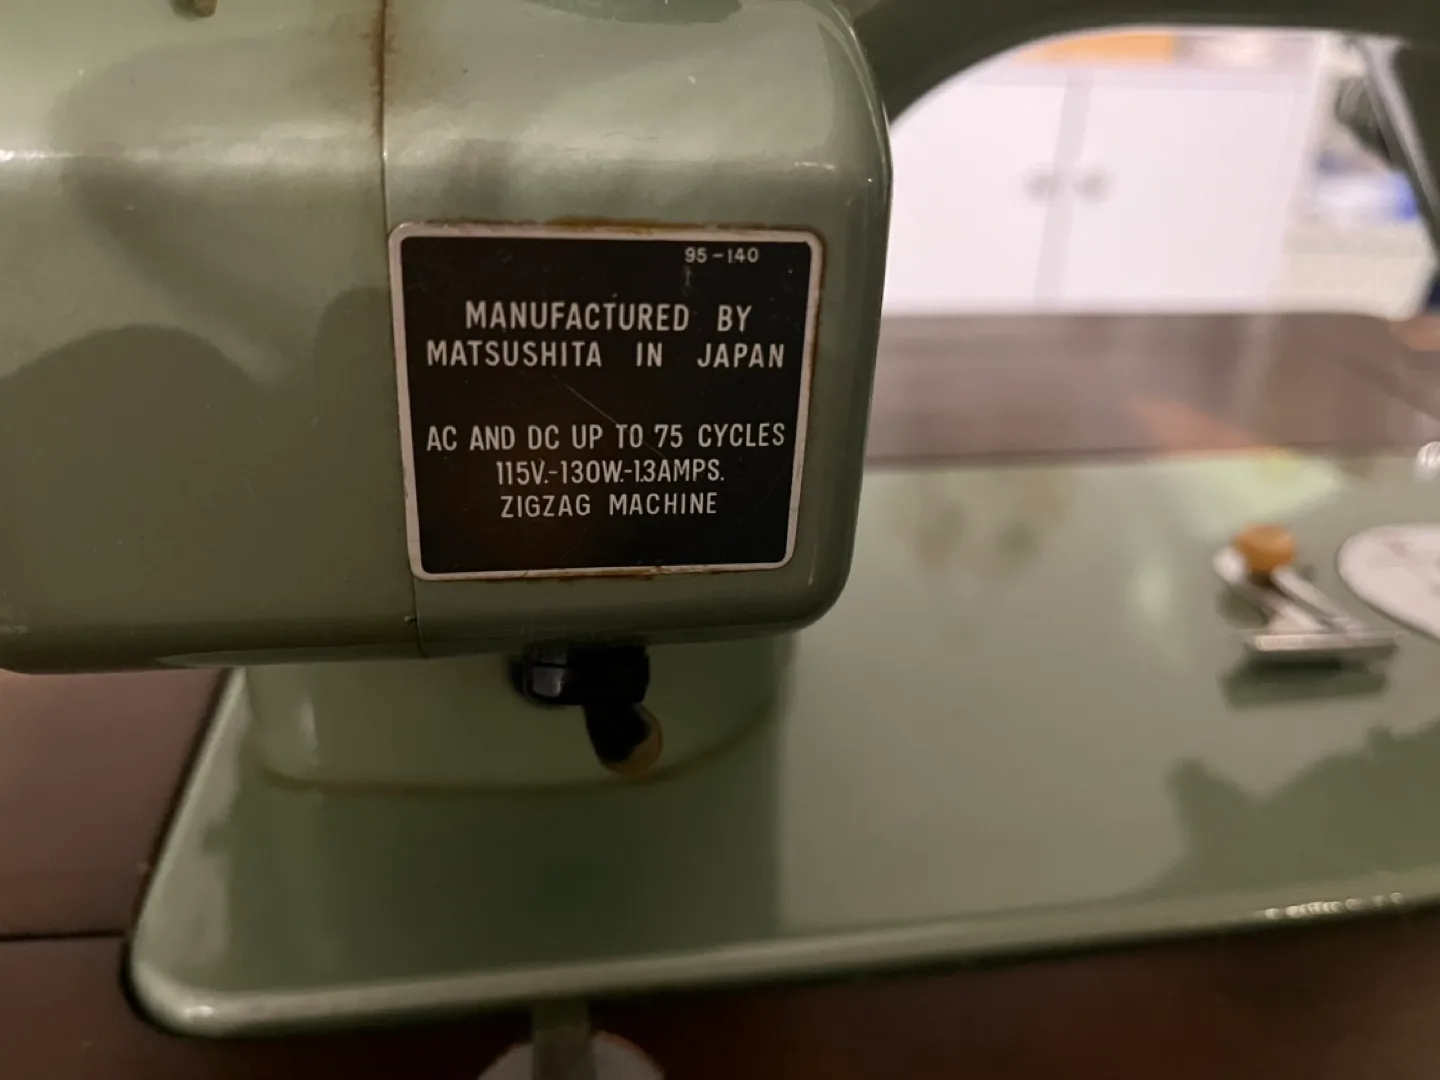 95-140
MANUFACTURED BY
MATSUSHITA IN JAPAN
AC AND DC UP TO 75 CYCLES
115V.-130W.-1.3AMPS.
ZIGZAG MACHINE